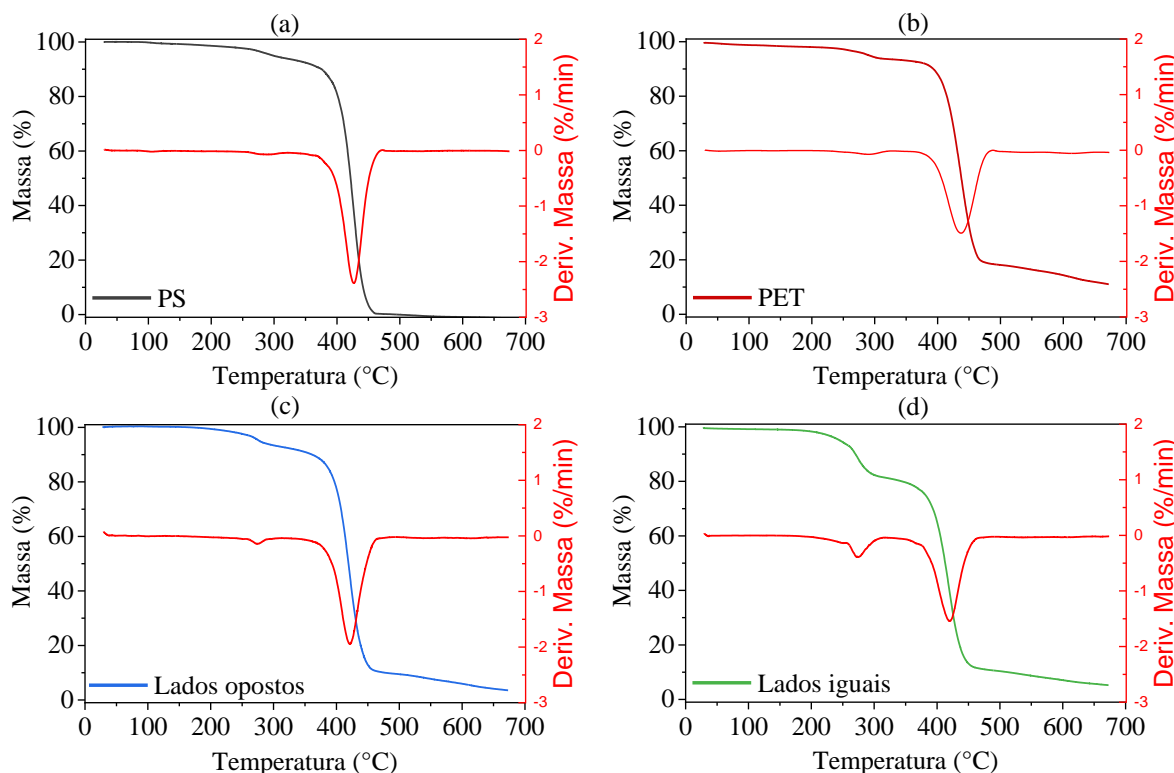 (a)
100
80
60
40
20
0
Massa (%)
2
1
0
-1
-2
-3
Deriv. Massa (%/min)
PS
0 100 200 300 400 500 600 700
Temperatura (°C)
(b)
100
80
60
40
20
0
Massa (%)
2
1
0
-1
-2
-3
Deriv. Massa (%/min)
PET
0 100 200 300 400 500 600 700
Temperatura (°C)
(c)
100
80
60
40
20
0
Massa (%)
2
1
0
-1
-2
-3
Deriv. Massa (%/min)
Lados opostos
0 100 200 300 400 500 600 700
Temperatura (°C)
(d)
100
80
60
40
20
0
Massa (%)
2
1
0
-1
-2
-3
Deriv. Massa (%/min)
Lados iguais
0 100 200 300 400 500 600 700
Temperatura (°C)